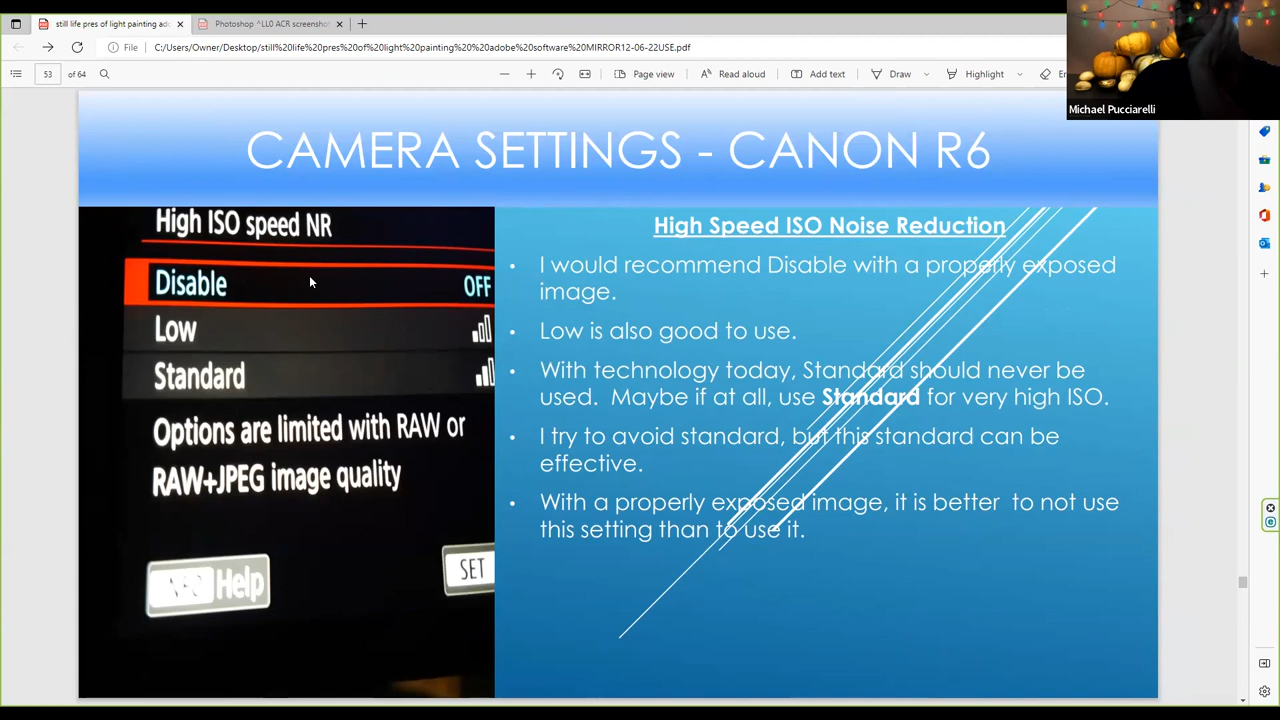 still life pres of light painting ado
Photoshop ^LL0 ACR screenshot
File
C:/Users/Owner/Desktop/still%20life%20pres%20of%20light%20painting%20%20adobe%20software%20MIRROR12-06-22USE.pdf
53 of 64
Page view
Read aloud
Add text
Draw
Highlight
Michael Pucciarelli
CAMERA SETTINGS - CANON R6
High ISO speed NR
Disable OFF
Low
Standard
Options are limited with RAW or
RAW+JPEG image quality
INFO Help
SET
High Speed ISO Noise Reduction
• I would recommend Disable with a properly exposed
image.
• Low is also good to use.
• With technology today, Standard should never be
used. Maybe if at all, use Standard for very high ISO.
• I try to avoid standard, but this standard can be
effective.
• With a properly exposed image, it is better to not use
this setting than to use it.